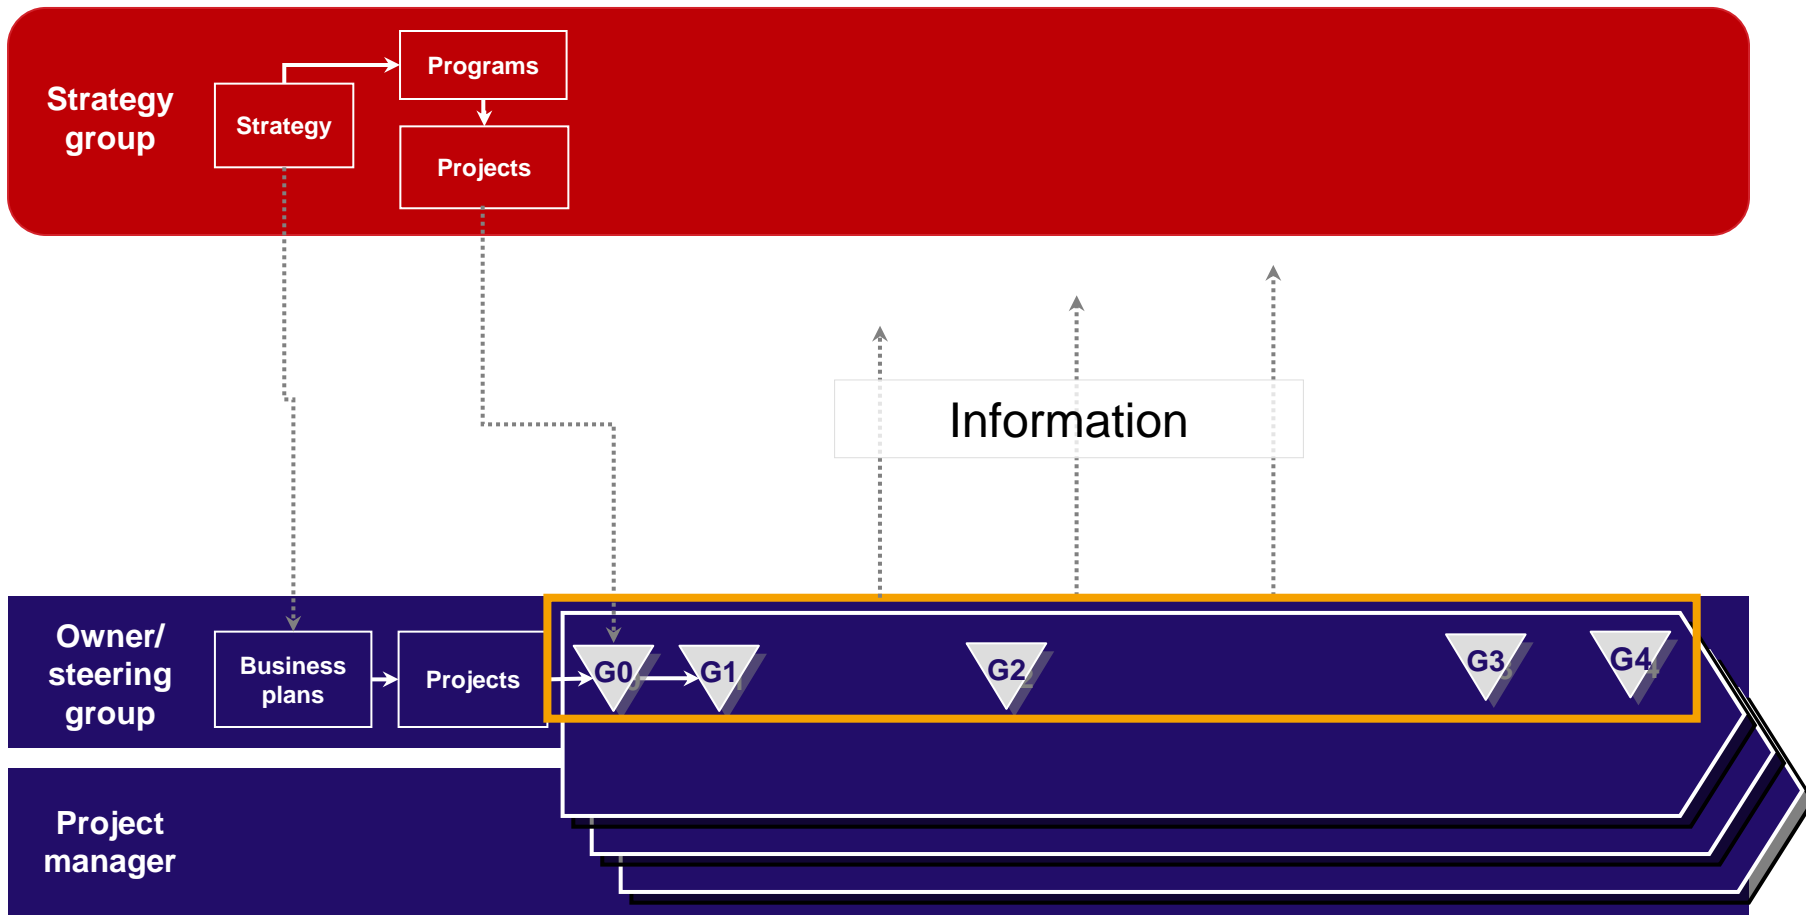 Strategy
group
Strategy
Programs
Projects
Information
Owner/
steering
group
Business
plans
Projects
G0
G1
G2
G3
G4
Project
manager